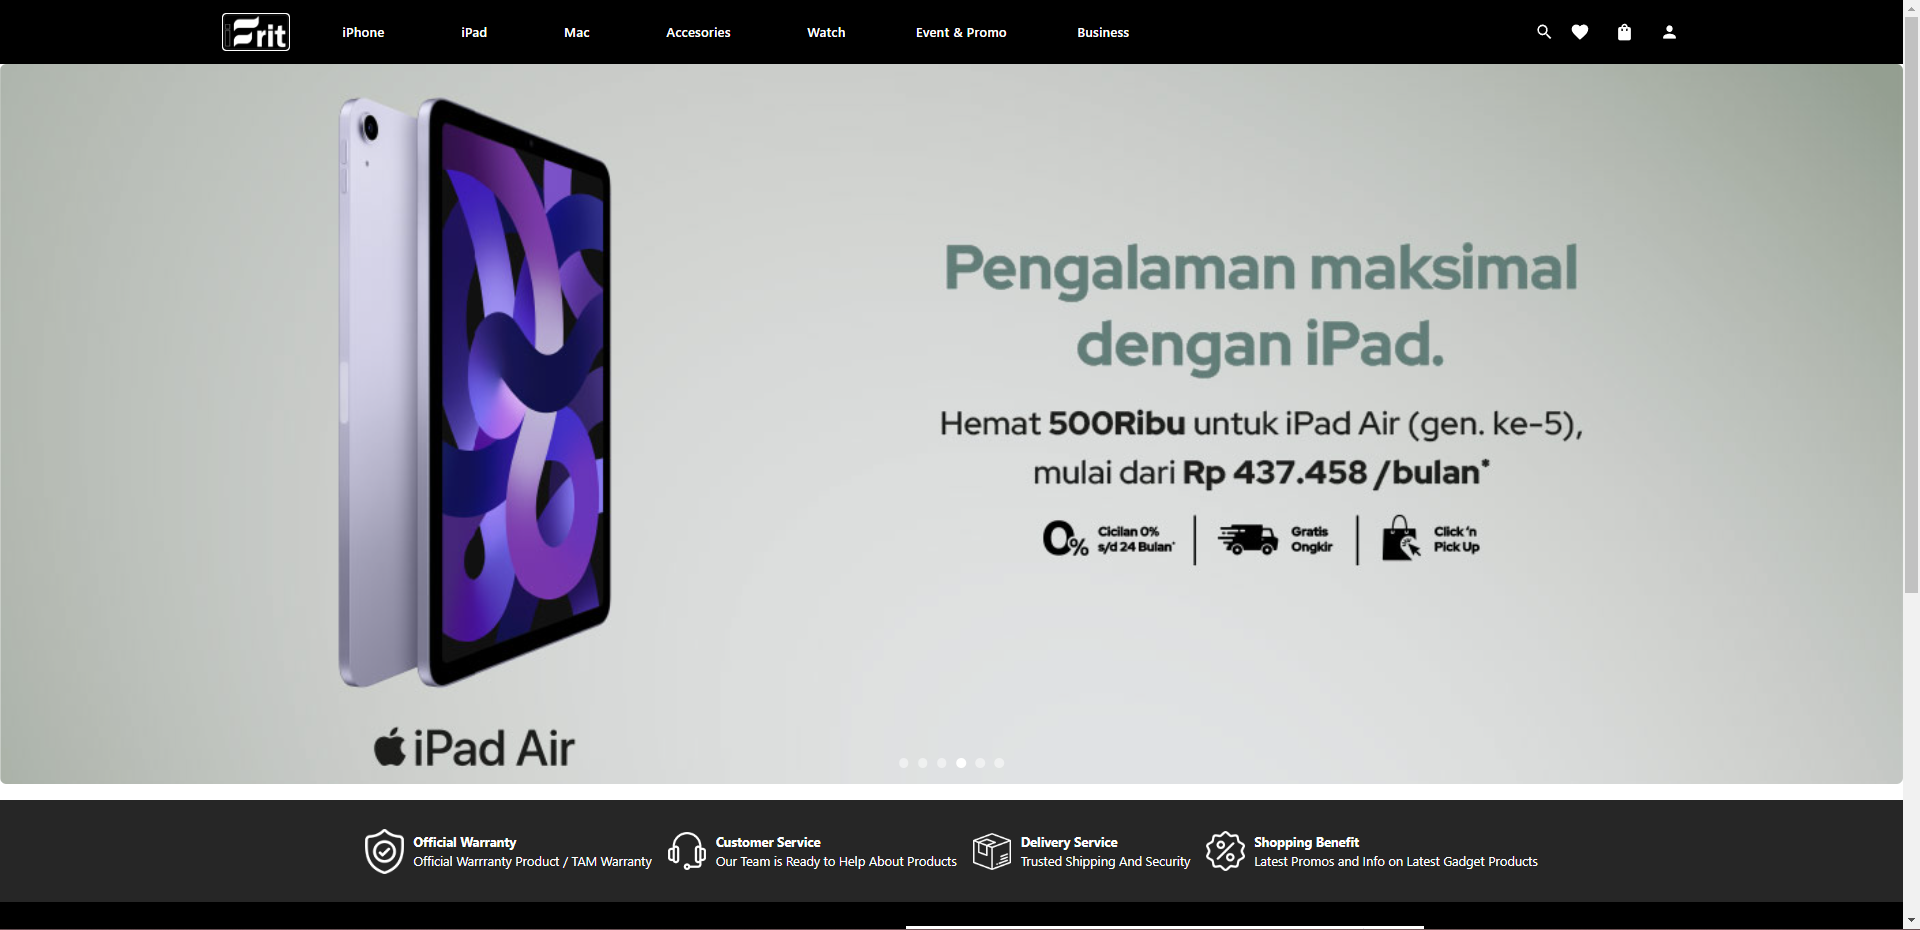 iFrit
iPhone
iPad
Mac
Accesories
Watch
Event & Promo
Business
Pengalaman maksimal
dengan iPad.
Hemat 500Ribu untuk iPad Air (gen. ke-5),
mulai dari Rp 437.458 /bulan*
0%
Cicilan 0%
s/d 24 Bulan*
Gratis
Ongkir
Click 'n
Pick Up
iPad Air
Official Warranty
Official Warrranty Product / TAM Warranty
Customer Service
Our Team is Ready to Help About Products
Delivery Service
Trusted Shipping And Security
Shopping Benefit
Latest Promos and Info on Latest Gadget Products